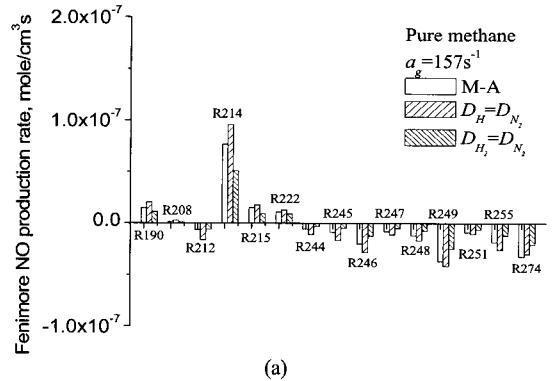 Fenimore NO production rate, mole/cm³s
2.0x10⁻⁷
1.0x10⁻⁷
0.0
-1.0x10⁻⁷
Pure methane
a_g=157s⁻¹
M-A
D_H=D_N₂
D_H₂=D_N₂
R214
R208
R222
R245
R247
R249
R255
R190
R212
R215
R244
R246
R248
R251
R274
(a)